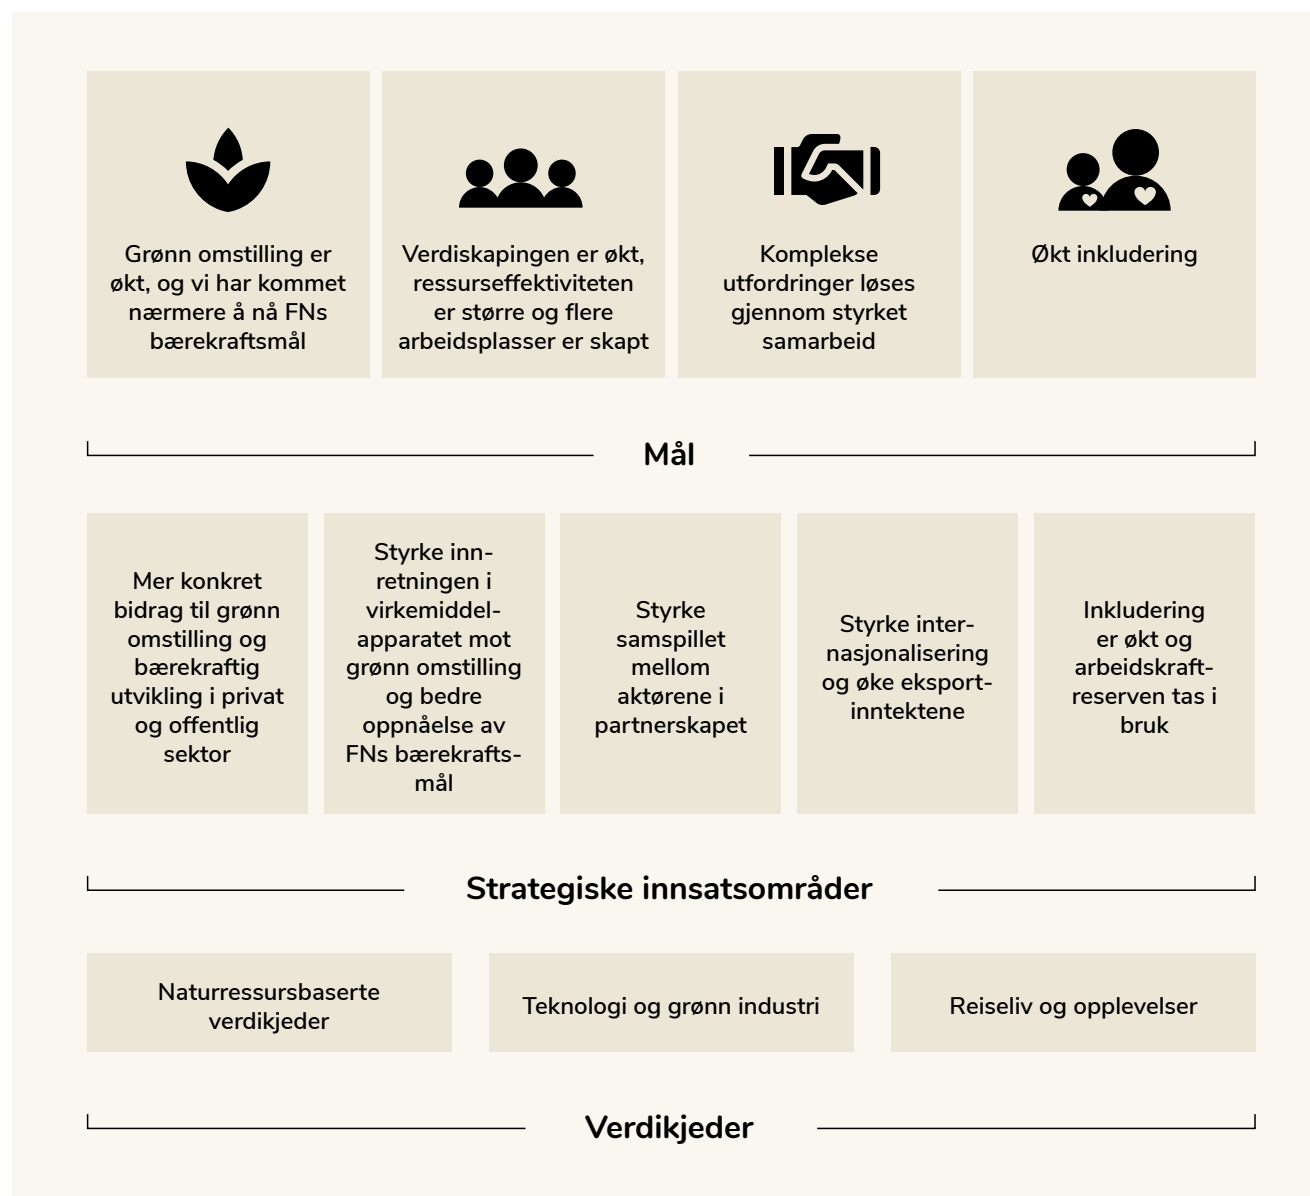 Grønn omstilling er
økt, og vi har kommet
nærmere å nå FNs
bærekraftsmål
Verdiskapingen er økt,
ressurseffektiviteten
er større og flere
arbeidsplasser er skapt
Komplekse
utfordringer løses
gjennom styrket
samarbeid
Økt inkludering
Mål
Mer konkret
bidrag til grønn
omstilling og
bærekraftig
utvikling i privat
og offentlig
sektor
Styrke inn-
retningen i
virkemiddel-
apparatet mot
grønn omstilling
og bedre
oppnåelse av
FNs bærekrafts-
mål
Styrke
samspillet
mellom
aktørene i
partnerskapet
Styrke inter-
nasjonalisering
og øke eksport-
inntektene
Inkludering
er økt og
arbeidskraft-
reserven tas i
bruk
Strategiske innsatsområder
Naturressursbaserte
verdikjeder
Teknologi og grønn industri
Reiseliv og opplevelser
Verdikjeder